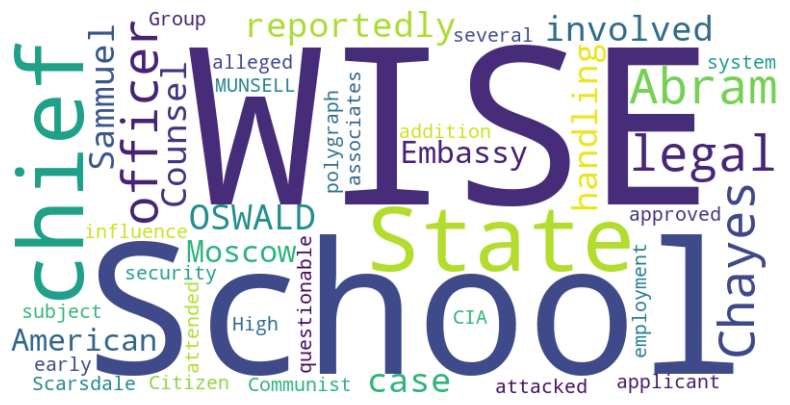 Group
reportedly
several
involved
chief
Sammuel
officer
Counsel
WISE
alleged
MUNSELL
polygraph
associates
addition
Embassy
handling
system
Abram
legal
OSWALD
State
approved
influence
Moscow
School
security
Chayes
subject
attended
High
questionable
CIA
employment
American
early
Scarsdale
Citizen
Communist
case
attacked
applicant